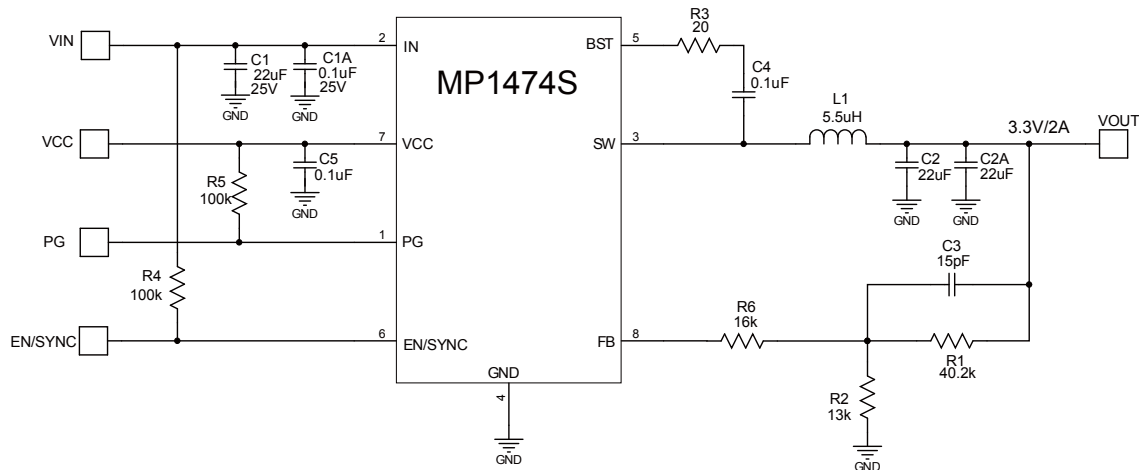 VIN
2
IN
C1
22uF
25V
GND
C1A
0.1uF
25V
GND
MP1474S
BST
5
R3
20
C4
0.1uF
VCC
7
VCC
R5
100k
C5
0.1uF
GND
SW
3
L1
5.5uH
3.3V/2A
VOUT
C2
22uF
GND
C2A
22uF
GND
PG
1
PG
R4
100k
EN/SYNC
6
EN/SYNC
GND
4
GND
FB
8
R6
16k
C3
15pF
R1
40.2k
R2
13k
GND